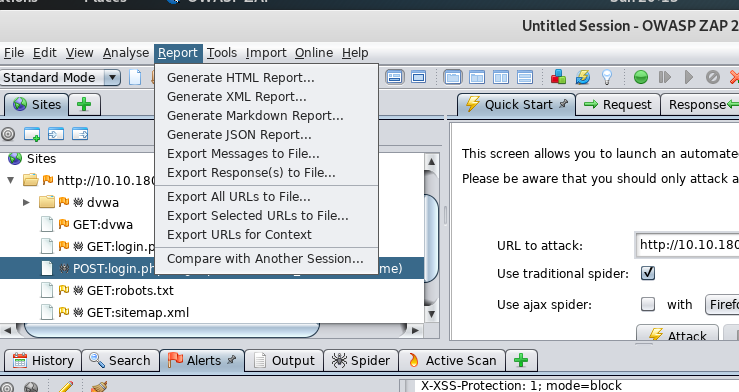 OWASP ZAP
Untitled Session - OWASP ZAP 2
File Edit View Analyse Report Tools Import Online Help
Standard Mode
Generate HTML Report...
Generate XML Report...
Generate Markdown Report...
Generate JSON Report...
Export Messages to File...
Export Response(s) to File...
Export All URLs to File...
Export Selected URLs to File...
Export URLs for Context
Compare with Another Session...
Sites
Sites
http://10.10.180
dvwa
GET:dvwa
GET:login.p
POST:login.ph
GET:robots.txt
GET:sitemap.xml
Quick Start Request Response
This screen allows you to launch an automate
Please be aware that you should only attack a
URL to attack: http://10.10.180
Use traditional spider:
Use ajax spider: with Firef
Attack
History Search Alerts Output Spider Active Scan
X-XSS-Protection: 1; mode=block